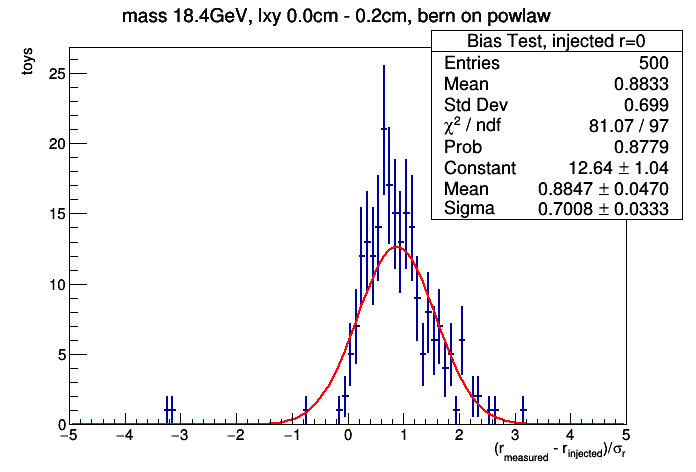 mass 18.4GeV, lxy 0.0cm - 0.2cm, bern on powlaw
Bias Test, injected r=0
Entries 500
Mean 0.8833
Std Dev 0.699
χ² / ndf 81.07 / 97
Prob 0.8779
Constant 12.64 ± 1.04
Mean 0.8847 ± 0.0470
Sigma 0.7008 ± 0.0333
toys
25
20
15
10
5
0
−5 −4 −3 −2 −1 0 1 2 3 4 5
(r_measured - r_injected)/σ_r